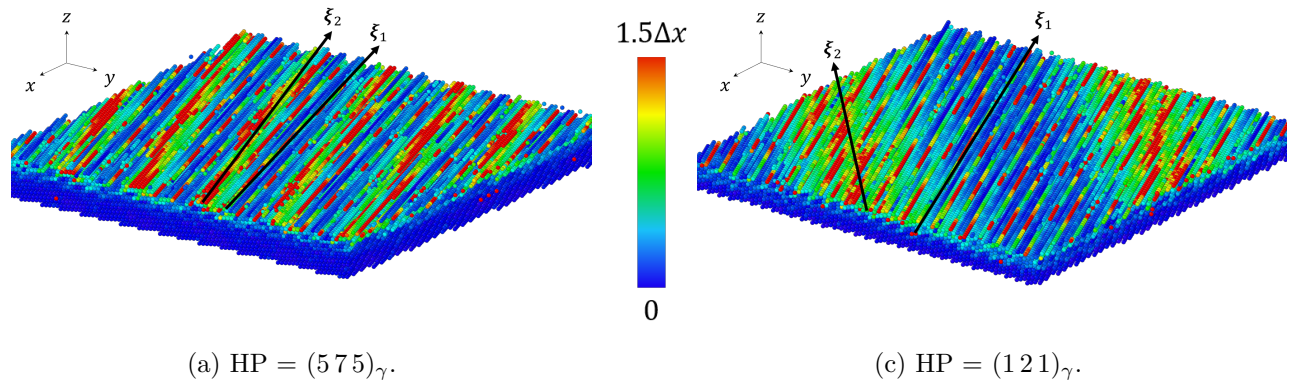 z
x
y
ξ₂
ξ₁
1.5Δx
0
z
x
y
ξ₂
ξ₁
(a) HP = (5 7 5)γ.
(c) HP = (1 2 1)γ.